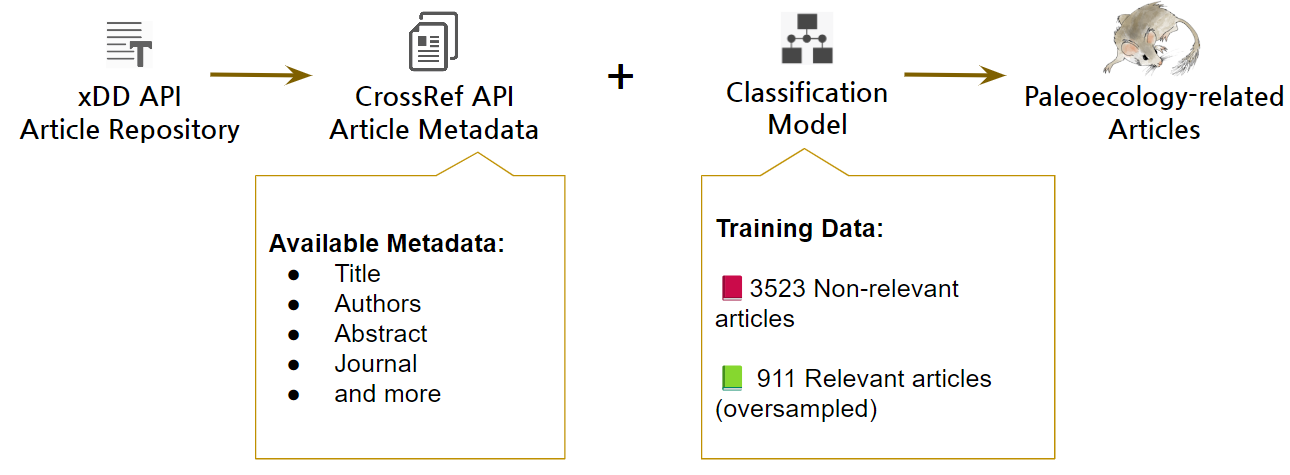 xDD API
Article Repository
CrossRef API
Article Metadata
+
Classification
Model
Paleoecology-related
Articles
Available Metadata:
● Title
● Authors
● Abstract
● Journal
● and more
Training Data:
3523 Non-relevant
articles
911 Relevant articles
(oversampled)